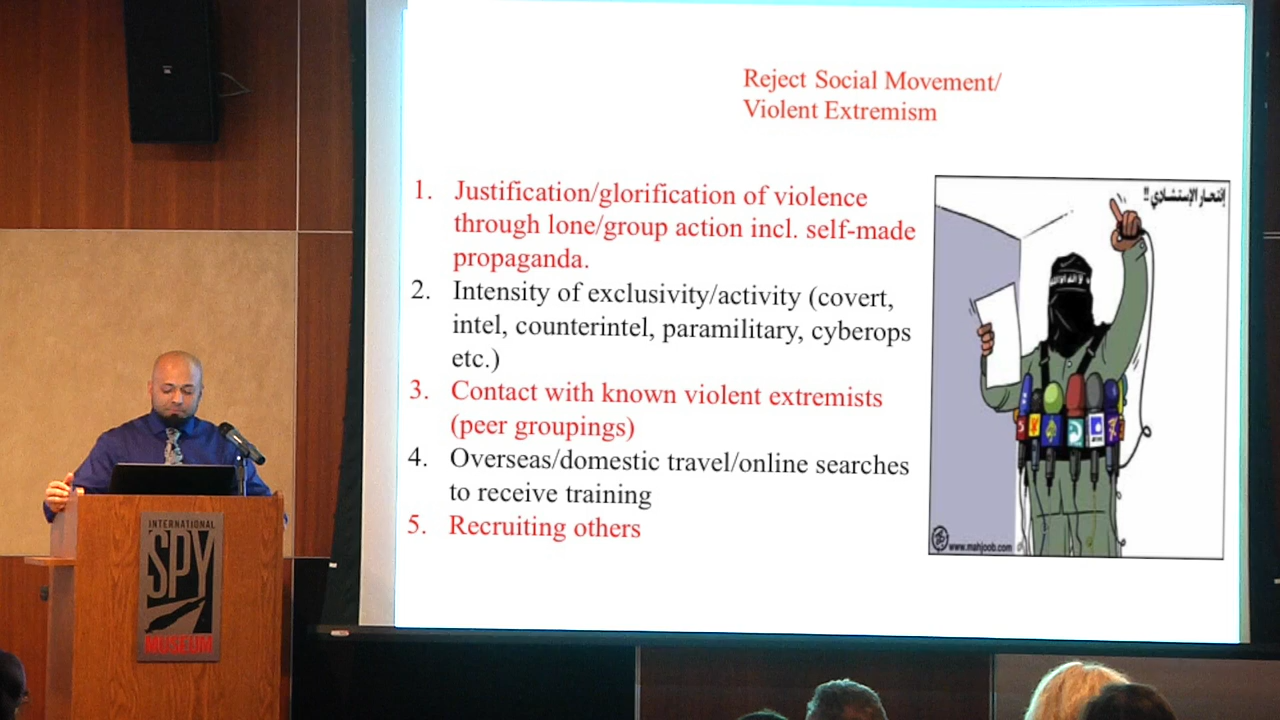 Reject Social Movement/
Violent Extremism
1. Justification/glorification of violence
through lone/group action incl. self-made
propaganda.
2. Intensity of exclusivity/activity (covert,
intel, counterintel, paramilitary, cyberops
etc.)
3. Contact with known violent extremists
(peer groupings)
4. Overseas/domestic travel/online searches
to receive training
5. Recruiting others
www.mahjoob.com
INTERNATIONAL
SPY
MUSEUM